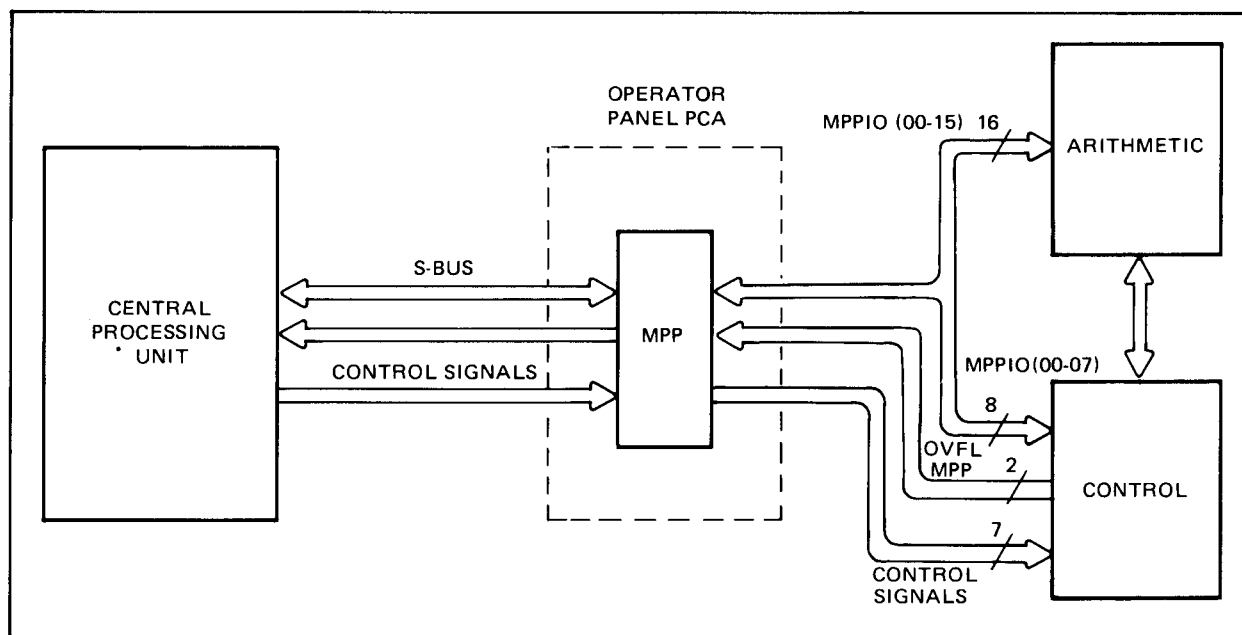 OPERATOR
PANEL PCA
MPPIO (00-15) 16
ARITHMETIC
S-BUS
CENTRAL
PROCESSING
UNIT
MPP
CONTROL SIGNALS
MPPIO (00-07)
8
OVFL
MPP
2
CONTROL
7
CONTROL
SIGNALS